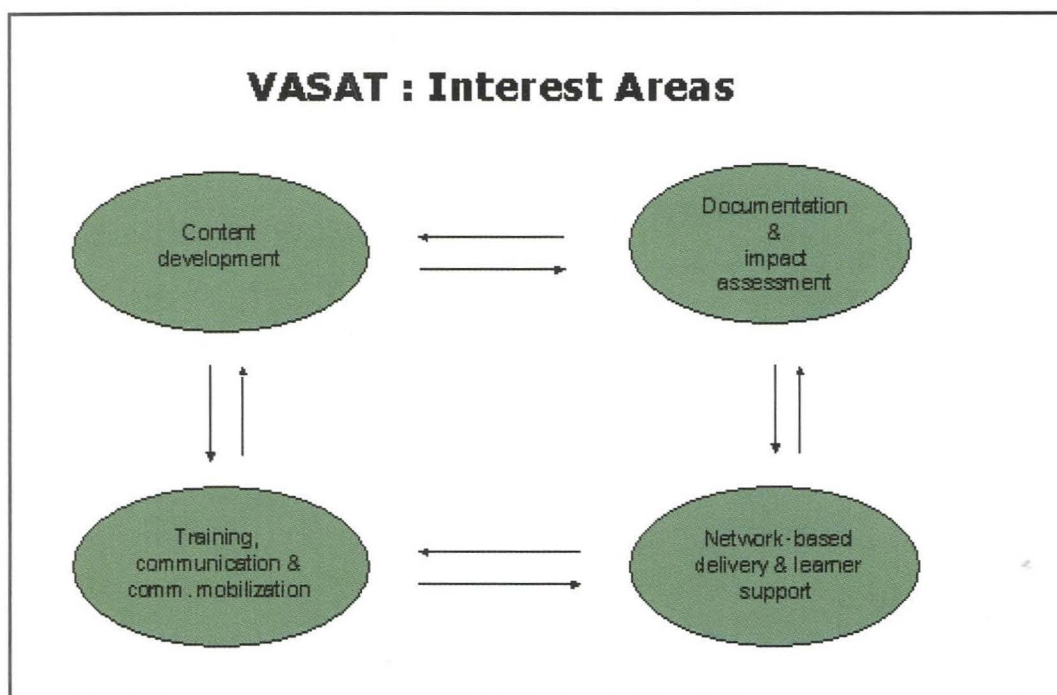 VASAT : Interest Areas
Content
development
Documentation
&
impact
assessment
Training,
communication &
comm. mobilization
Network-based
delivery & learner
support